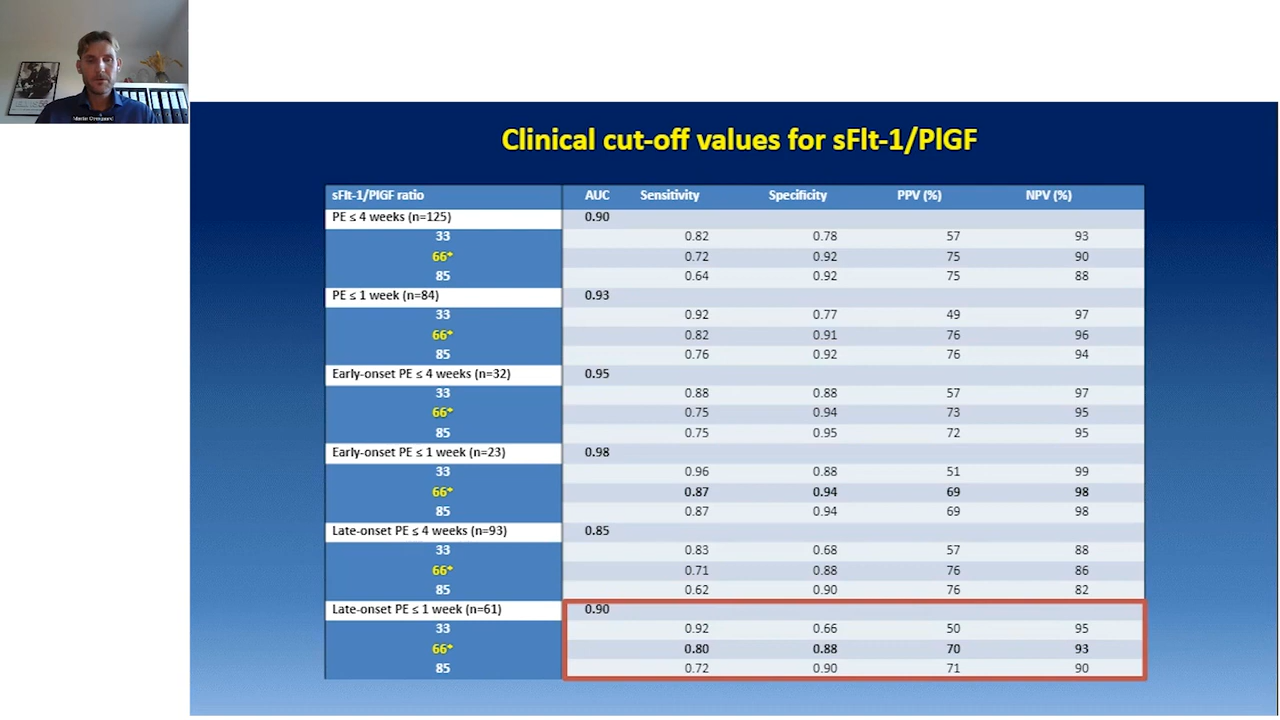 Clinical cut-off values for sFlt-1/PlGF
sFlt-1/PlGF ratio AUC Sensitivity Specificity PPV (%) NPV (%)
PE ≤ 4 weeks (n=125) 0.90
33 0.82 0.78 57 93
66* 0.72 0.92 75 90
85 0.64 0.92 75 88
PE ≤ 1 week (n=84) 0.93
33 0.92 0.77 49 97
66* 0.82 0.91 76 96
85 0.76 0.92 76 94
Early-onset PE ≤ 4 weeks (n=32) 0.95
33 0.88 0.88 57 97
66* 0.75 0.94 73 95
85 0.75 0.95 72 95
Early-onset PE ≤ 1 week (n=23) 0.98
33 0.96 0.88 51 99
66* 0.87 0.94 69 98
85 0.87 0.94 69 98
Late-onset PE ≤ 4 weeks (n=93) 0.85
33 0.83 0.68 57 88
66* 0.71 0.88 76 86
85 0.62 0.90 76 82
Late-onset PE ≤ 1 week (n=61) 0.90
33 0.92 0.66 50 95
66* 0.80 0.88 70 93
85 0.72 0.90 71 90